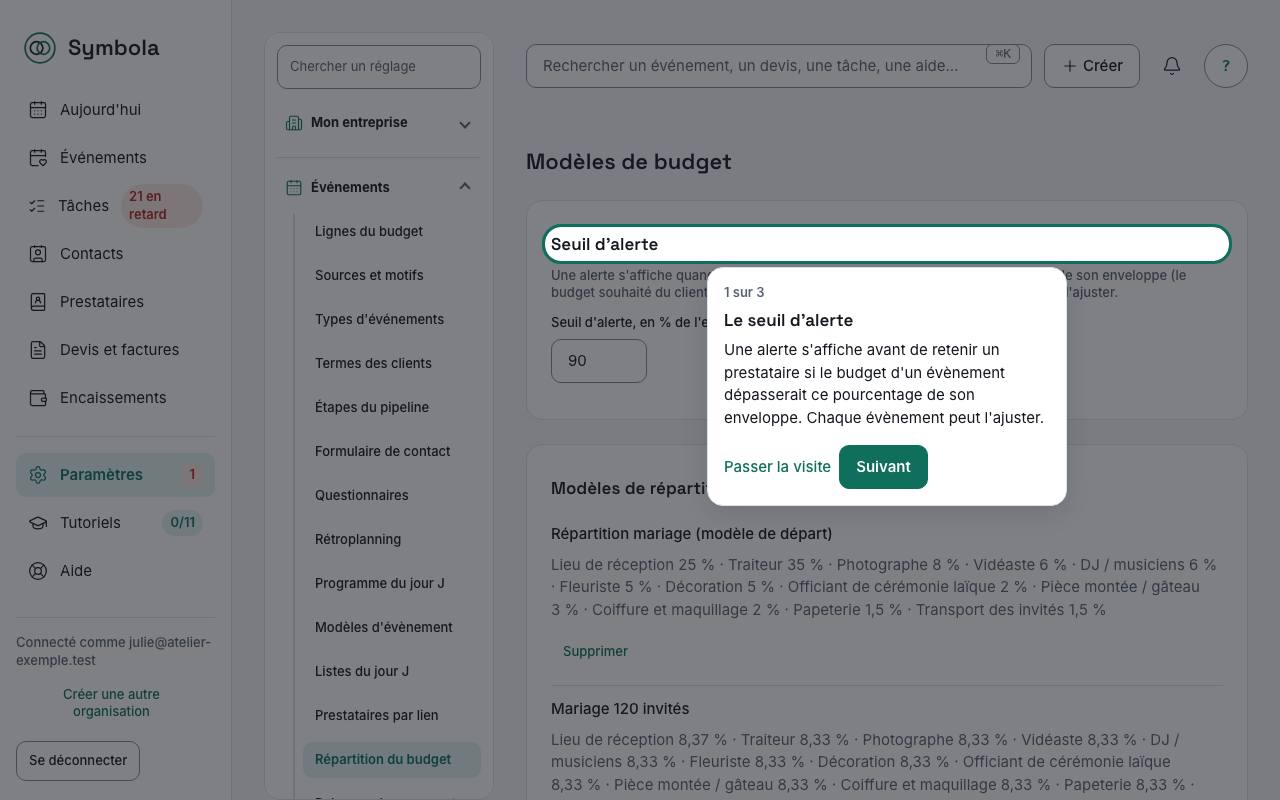 Symbola
Aujourd'hui
Événements
Tâches
21 en
retard
Contacts
Prestataires
Devis et factures
Encaissements
Paramètres
1
Tutoriels
0/11
Aide
Connecté comme julie@atelier-
exemple.test
Créer une autre
organisation
Se déconnecter
Chercher un réglage
Mon entreprise
Événements
Lignes du budget
Sources et motifs
Types d'événements
Termes des clients
Étapes du pipeline
Formulaire de contact
Questionnaires
Rétroplanning
Programme du jour J
Modèles d'évènement
Listes du jour J
Prestataires par lien
Répartition du budget
Rechercher un événement, un devis, une tâche, une aide...
⌘K
Créer
?
Modèles de budget
Seuil d'alerte
Une alerte s'affiche quan
e son enveloppe (le
budget souhaité du client
l'ajuster.
Seuil d'alerte, en % de l'e
90
1 sur 3
Le seuil d'alerte
Une alerte s'affiche avant de retenir un
prestataire si le budget d'un évènement
dépasserait ce pourcentage de son
enveloppe. Chaque évènement peut l'ajuster.
Passer la visite
Suivant
Modèles de réparti
Répartition mariage (modèle de départ)
Lieu de réception 25 % · Traiteur 35 % · Photographe 8 % · Vidéaste 6 % · DJ / musiciens 6 %
· Fleuriste 5 % · Décoration 5 % · Officiant de cérémonie laïque 2 % · Pièce montée / gâteau
3 % · Coiffure et maquillage 2 % · Papeterie 1,5 % · Transport des invités 1,5 %
Supprimer
Mariage 120 invités
Lieu de réception 8,37 % · Traiteur 8,33 % · Photographe 8,33 % · Vidéaste 8,33 % · DJ /
musiciens 8,33 % · Fleuriste 8,33 % · Décoration 8,33 % · Officiant de cérémonie laïque
8,33 % · Pièce montée / gâteau 8,33 % · Coiffure et maquillage 8,33 % · Papeterie 8,33 % ·